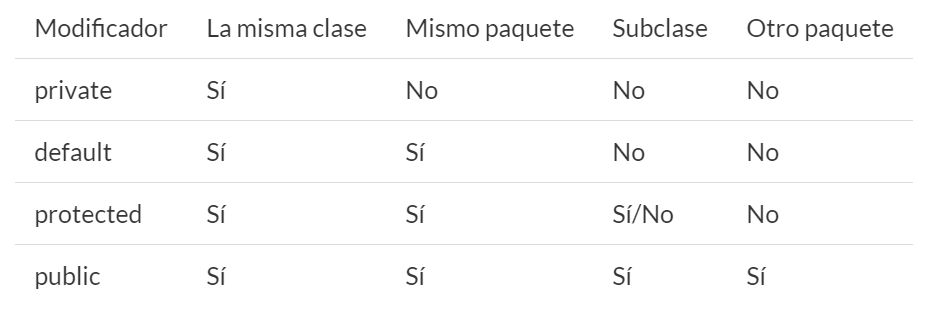 Modificador La misma clase Mismo paquete Subclase Otro paquete
private Sí No No No
default Sí Sí No No
protected Sí Sí Sí/No No
public Sí Sí Sí Sí